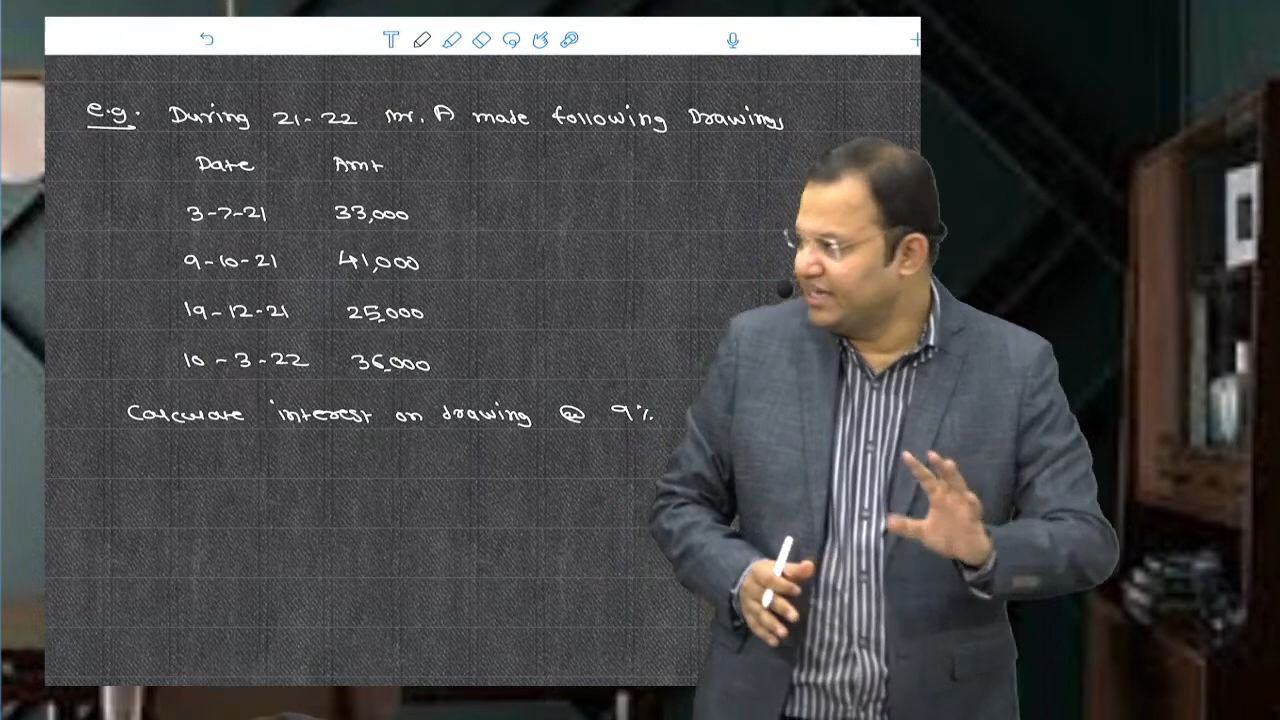 e.g. During 21-22 Mr. A made following Drawings
Date Amt
3-7-21 33,000
9-10-21 41,000
19-12-21 25,000
10-3-22 36,000
Calculate interest on drawing @ 9%.